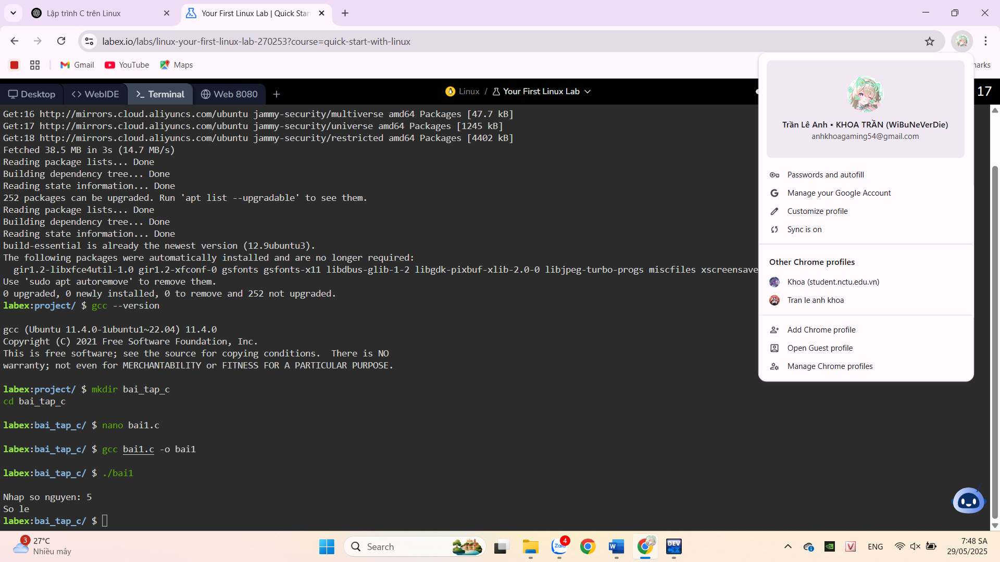 Lập trình C trên Linux
Your First Linux Lab | Quick Star
labex.io/labs/linux-your-first-linux-lab-270253?course=quick-start-with-linux
Gmail
YouTube
Maps
narks
Desktop
WebIDE
Terminal
Web 8080
Linux / Your First Linux Lab
17
Get:16 http://mirrors.cloud.aliyuncs.com/ubuntu jammy-security/multiverse amd64 Packages [47.7 kB]
Get:17 http://mirrors.cloud.aliyuncs.com/ubuntu jammy-security/universe amd64 Packages [1245 kB]
Get:18 http://mirrors.cloud.aliyuncs.com/ubuntu jammy-security/restricted amd64 Packages [4402 kB]
Fetched 38.5 MB in 3s (14.7 MB/s)
Reading package lists... Done
Building dependency tree... Done
Reading state information... Done
252 packages can be upgraded. Run 'apt list --upgradable' to see them.
Reading package lists... Done
Building dependency tree... Done
Reading state information... Done
build-essential is already the newest version (12.9ubuntu3).
The following packages were automatically installed and are no longer required:
  gir1.2-libxfce4util-1.0 gir1.2-xfconf-0 gsfonts gsfonts-x11 libdbus-glib-1-2 libgdk-pixbuf-xlib-2.0-0 libjpeg-turbo-progs miscfiles xscreensave
Use 'sudo apt autoremove' to remove them.
0 upgraded, 0 newly installed, 0 to remove and 252 not upgraded.
labex:project/ $ gcc --version
gcc (Ubuntu 11.4.0-1ubuntu1~22.04) 11.4.0
Copyright (C) 2021 Free Software Foundation, Inc.
This is free software; see the source for copying conditions.  There is NO
warranty; not even for MERCHANTABILITY or FITNESS FOR A PARTICULAR PURPOSE.
labex:project/ $ mkdir bai_tap_c
cd bai_tap_c
labex:bai_tap_c/ $ nano bai1.c
labex:bai_tap_c/ $ gcc bai1.c -o bai1
labex:bai_tap_c/ $ ./bai1
Nhap so nguyen: 5
So le
labex:bai_tap_c/ $
Trần Lê Anh • KHOA TRẦN (WiBuNeVerDie)
anhkhoagaming54@gmail.com
Passwords and autofill
Manage your Google Account
Customize profile
Sync is on
Other Chrome profiles
Khoa (student.nctu.edu.vn)
Tran le anh khoa
Add Chrome profile
Open Guest profile
Manage Chrome profiles
3
27°C
Nhiều mây
Search
Zalo
4
W
DEV
C++
V
ENG
7:48 SA
29/05/2025